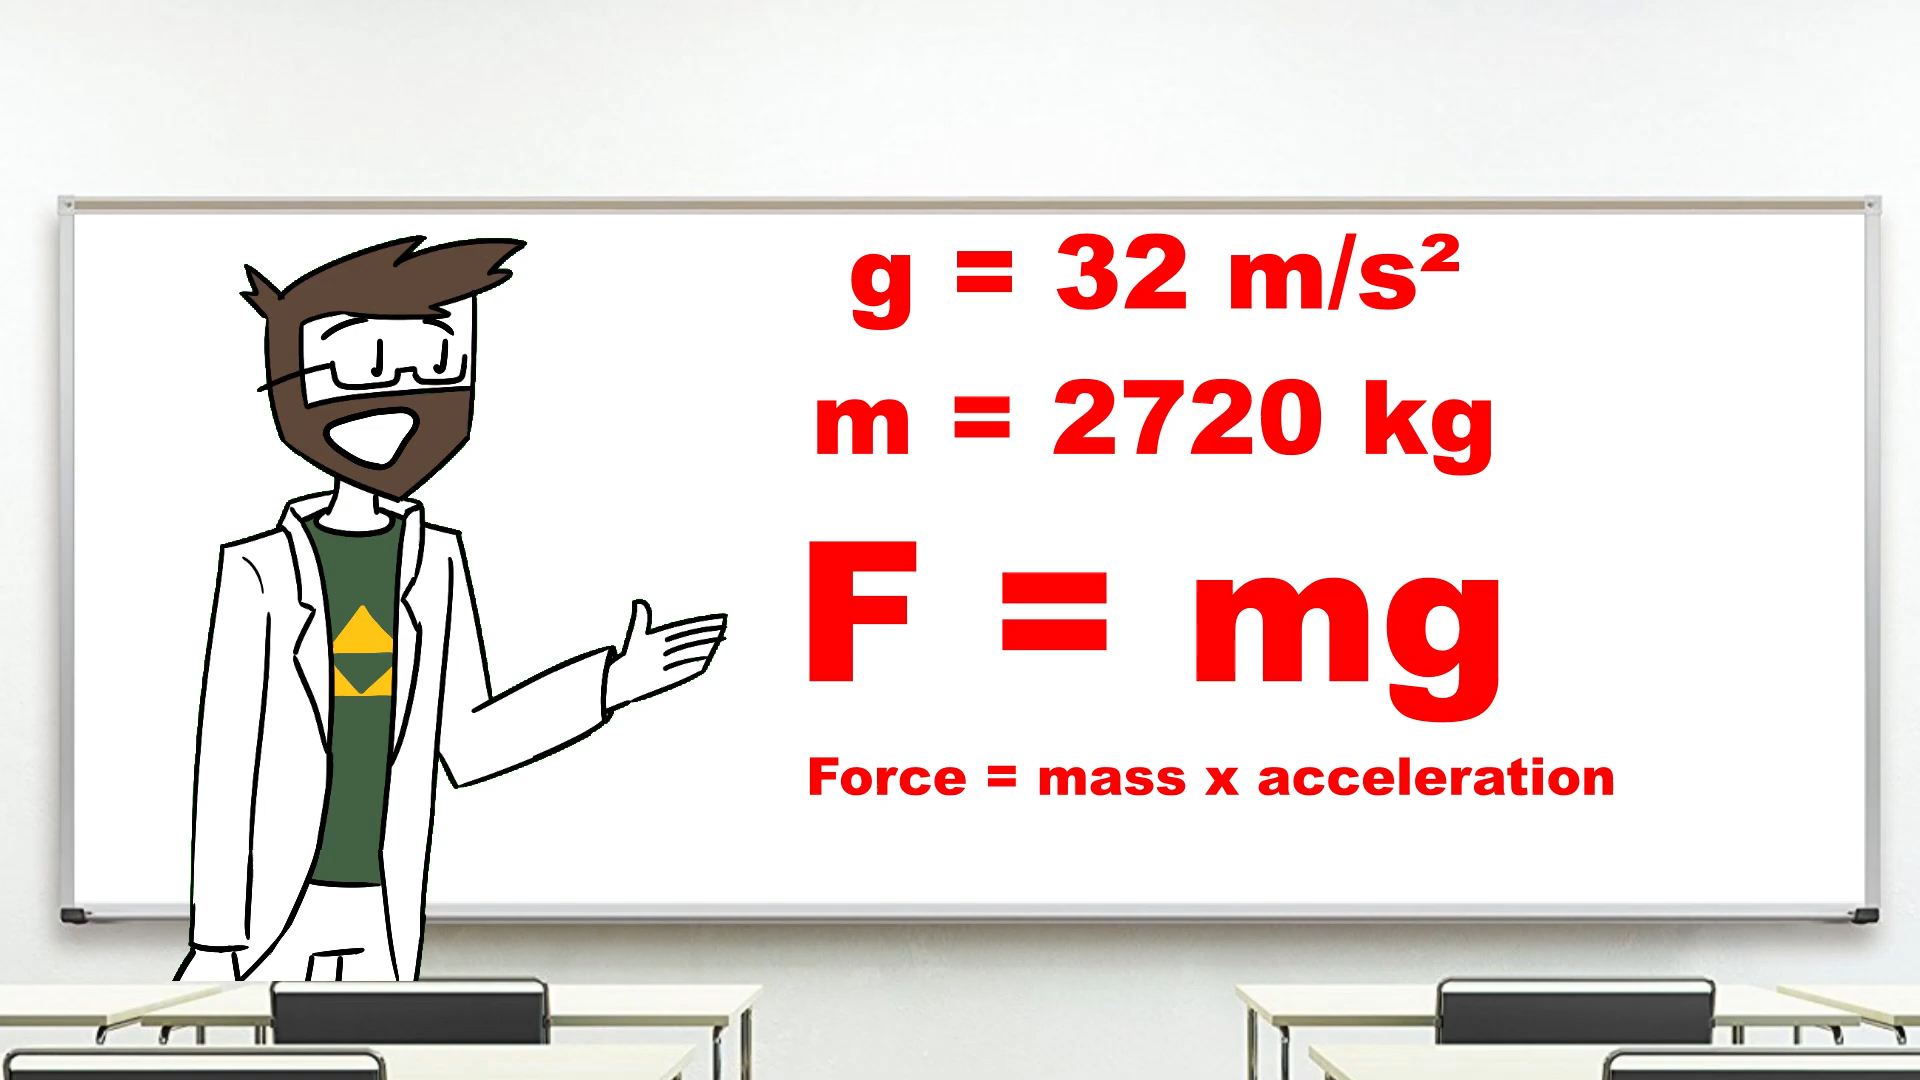 g = 32 m/s²
m = 2720 kg
F = mg
Force = mass x acceleration